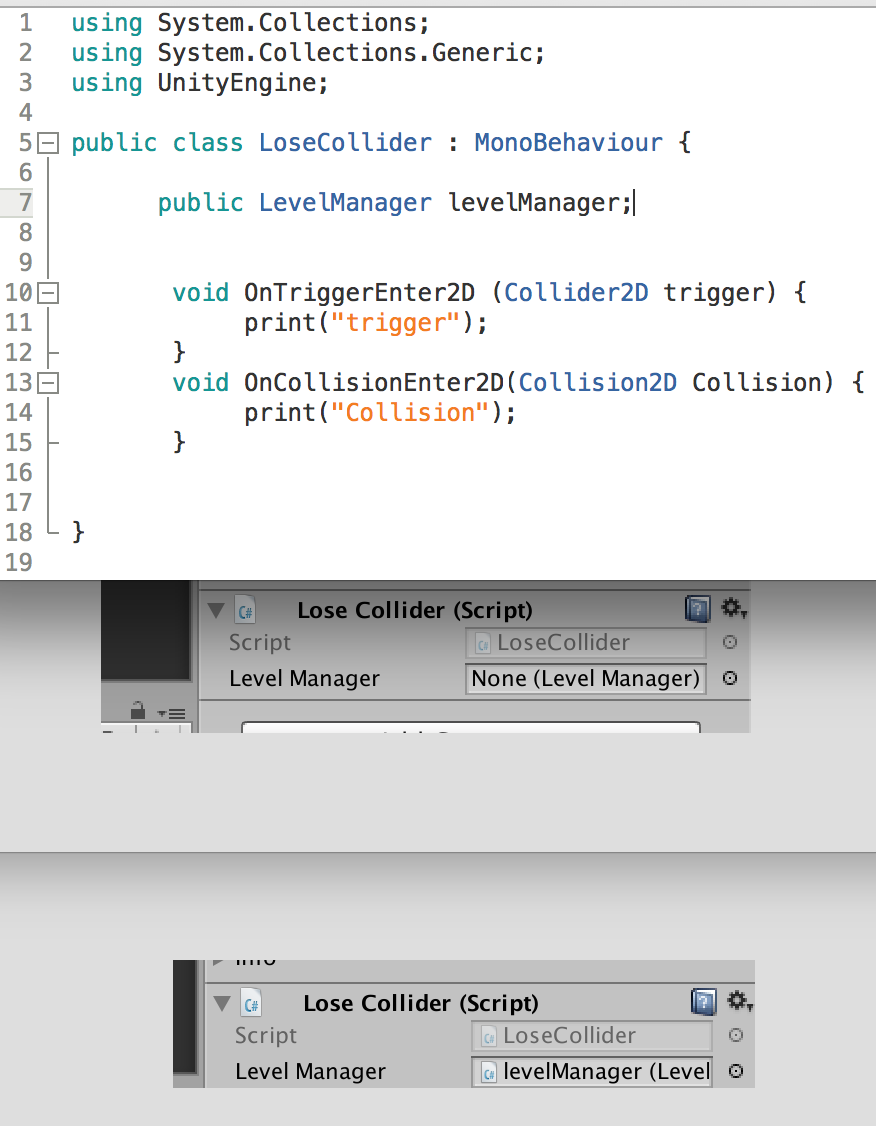 1 using System.Collections;
2 using System.Collections.Generic;
3 using UnityEngine;
4
5 public class LoseCollider : MonoBehaviour {
6
7 public LevelManager levelManager;
8
9
10 void OnTriggerEnter2D (Collider2D trigger) {
11 print("trigger");
12 }
13 void OnCollisionEnter2D(Collision2D Collision) {
14 print("Collision");
15 }
16
17
18 }
19
C# Lose Collider (Script) ?
Script C# LoseCollider
Level Manager None (Level Manager)
C# Lose Collider (Script) ?
Script C# LoseCollider
Level Manager C# levelManager (Level